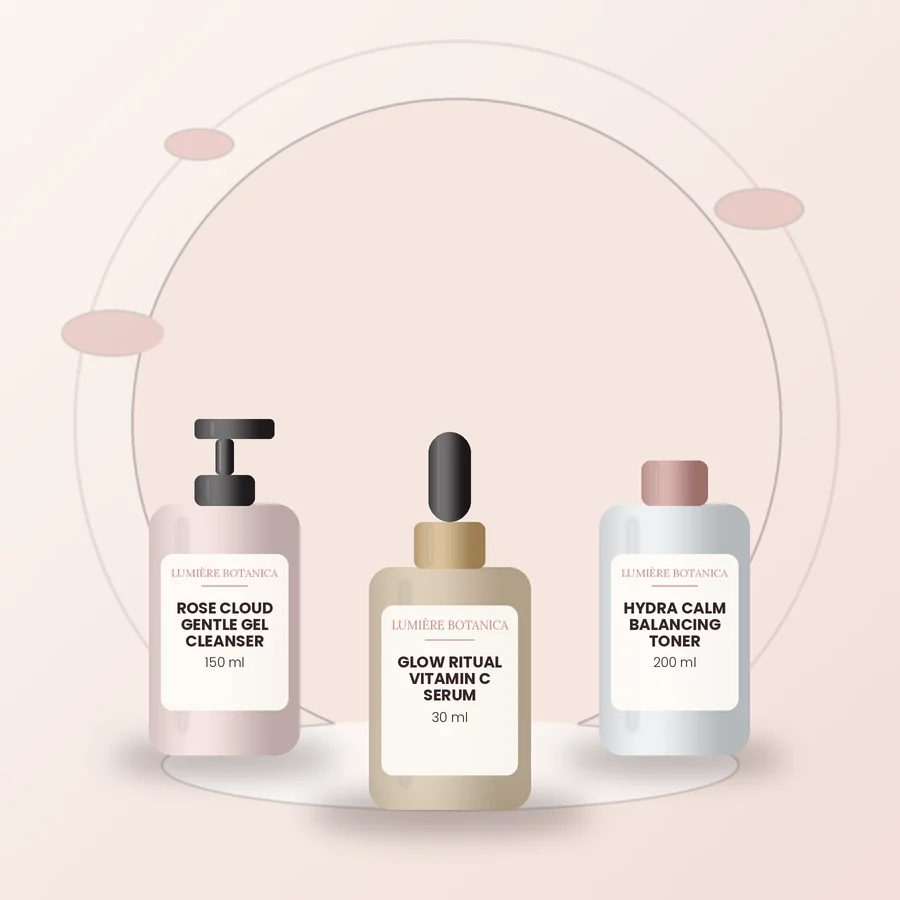 LUMIÈRE BOTANICA
ROSE CLOUD
GENTLE GEL
CLEANSER
150 ml
LUMIÈRE BOTANICA
GLOW RITUAL
VITAMIN C
SERUM
30 ml
LUMIÈRE BOTANICA
HYDRA CALM
BALANCING
TONER
200 ml